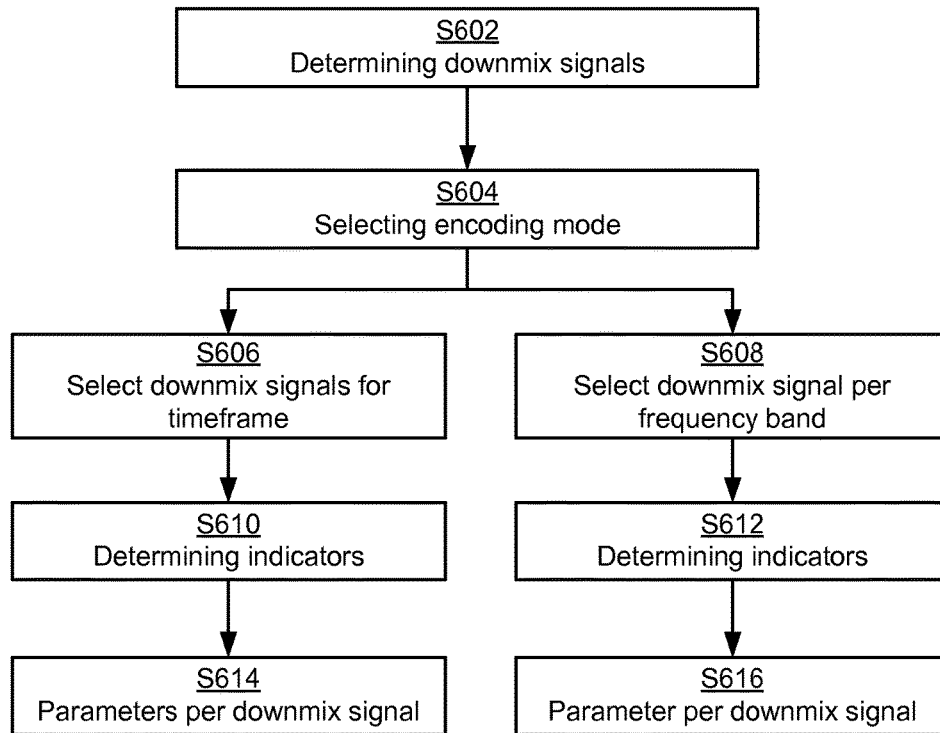 S602
Determining downmix signals
S604
Selecting encoding mode
S606
Select downmix signals for
timeframe
S608
Select downmix signal per
frequency band
S610
Determining indicators
S612
Determining indicators
S614
Parameters per downmix signal
S616
Parameter per downmix signal